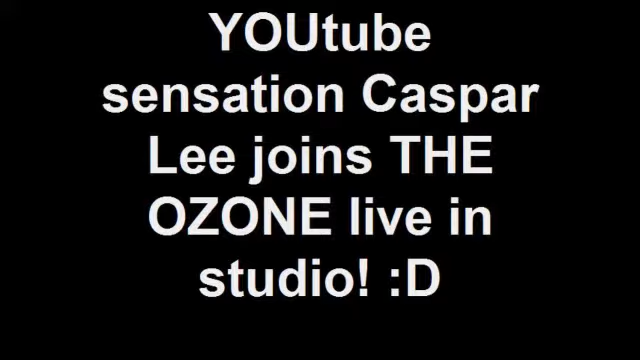 YOUtube
sensation Caspar
Lee joins THE
OZONE live in
studio! :D